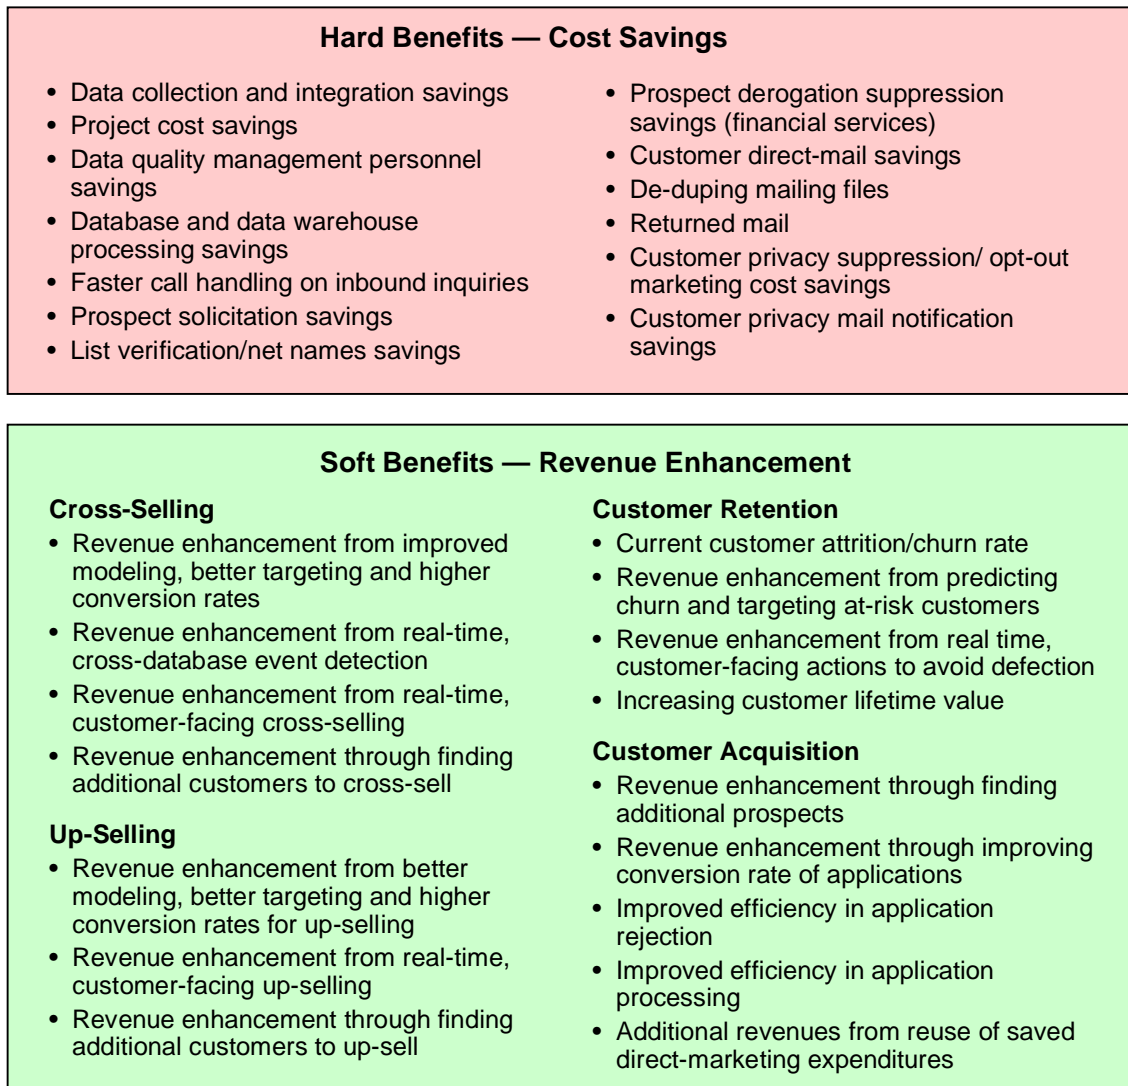 Hard Benefits — Cost Savings
• Data collection and integration savings
• Project cost savings
• Data quality management personnel
savings
• Database and data warehouse
processing savings
• Faster call handling on inbound inquiries
• Prospect solicitation savings
• List verification/net names savings
• Prospect derogation suppression
savings (financial services)
• Customer direct-mail savings
• De-duping mailing files
• Returned mail
• Customer privacy suppression/ opt-out
marketing cost savings
• Customer privacy mail notification
savings
Soft Benefits — Revenue Enhancement
Cross-Selling
• Revenue enhancement from improved
modeling, better targeting and higher
conversion rates
• Revenue enhancement from real-time,
cross-database event detection
• Revenue enhancement from real-time,
customer-facing cross-selling
• Revenue enhancement through finding
additional customers to cross-sell
Up-Selling
• Revenue enhancement from better
modeling, better targeting and higher
conversion rates for up-selling
• Revenue enhancement from real-time,
customer-facing up-selling
• Revenue enhancement through finding
additional customers to up-sell
Customer Retention
• Current customer attrition/churn rate
• Revenue enhancement from predicting
churn and targeting at-risk customers
• Revenue enhancement from real time,
customer-facing actions to avoid defection
• Increasing customer lifetime value
Customer Acquisition
• Revenue enhancement through finding
additional prospects
• Revenue enhancement through improving
conversion rate of applications
• Improved efficiency in application
rejection
• Improved efficiency in application
processing
• Additional revenues from reuse of saved
direct-marketing expenditures